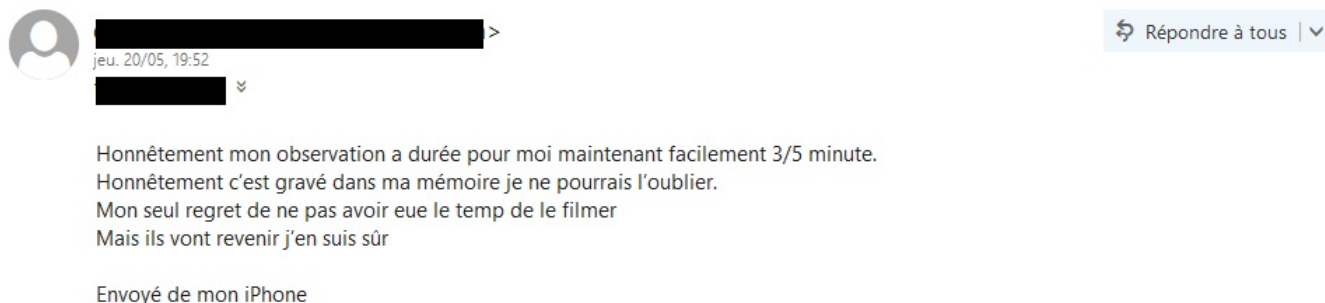 >
Répondre à tous
jeu. 20/05, 19:52
Honnêtement mon observation a durée pour moi maintenant facilement 3/5 minute.
Honnêtement c’est gravé dans ma mémoire je ne pourrais l’oublier.
Mon seul regret de ne pas avoir eue le temp de le filmer
Mais ils vont revenir j’en suis sûr
Envoyé de mon iPhone